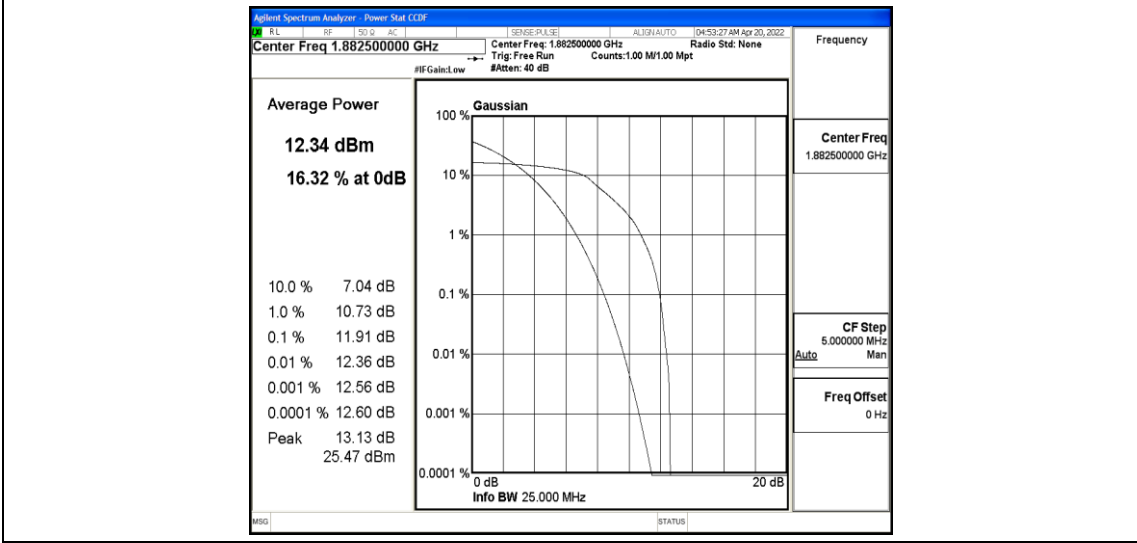 Agilent Spectrum Analyzer - Power Stat CCDF
RL RF 50 Ω AC SENSE:PULSE ALIGNAUTO 04:53:27 AM Apr 20, 2022
Center Freq 1.882500000 GHz
Center Freq: 1.882500000 GHz Radio Std: None
Trig: Free Run Counts:1.00 M/1.00 Mpt
#IFGain:Low #Atten: 40 dB
Frequency
Average Power
12.34 dBm
16.32 % at 0dB
10.0 % 7.04 dB
1.0 % 10.73 dB
0.1 % 11.91 dB
0.01 % 12.36 dB
0.001 % 12.56 dB
0.0001 % 12.60 dB
Peak 13.13 dB
25.47 dBm
Gaussian
100 %
10 %
1 %
0.1 %
0.01 %
0.001 %
0.0001 %
0 dB 20 dB
Info BW 25.000 MHz
Center Freq
1.882500000 GHz
CF Step
5.000000 MHz
Auto Man
Freq Offset
0 Hz
MSG STATUS